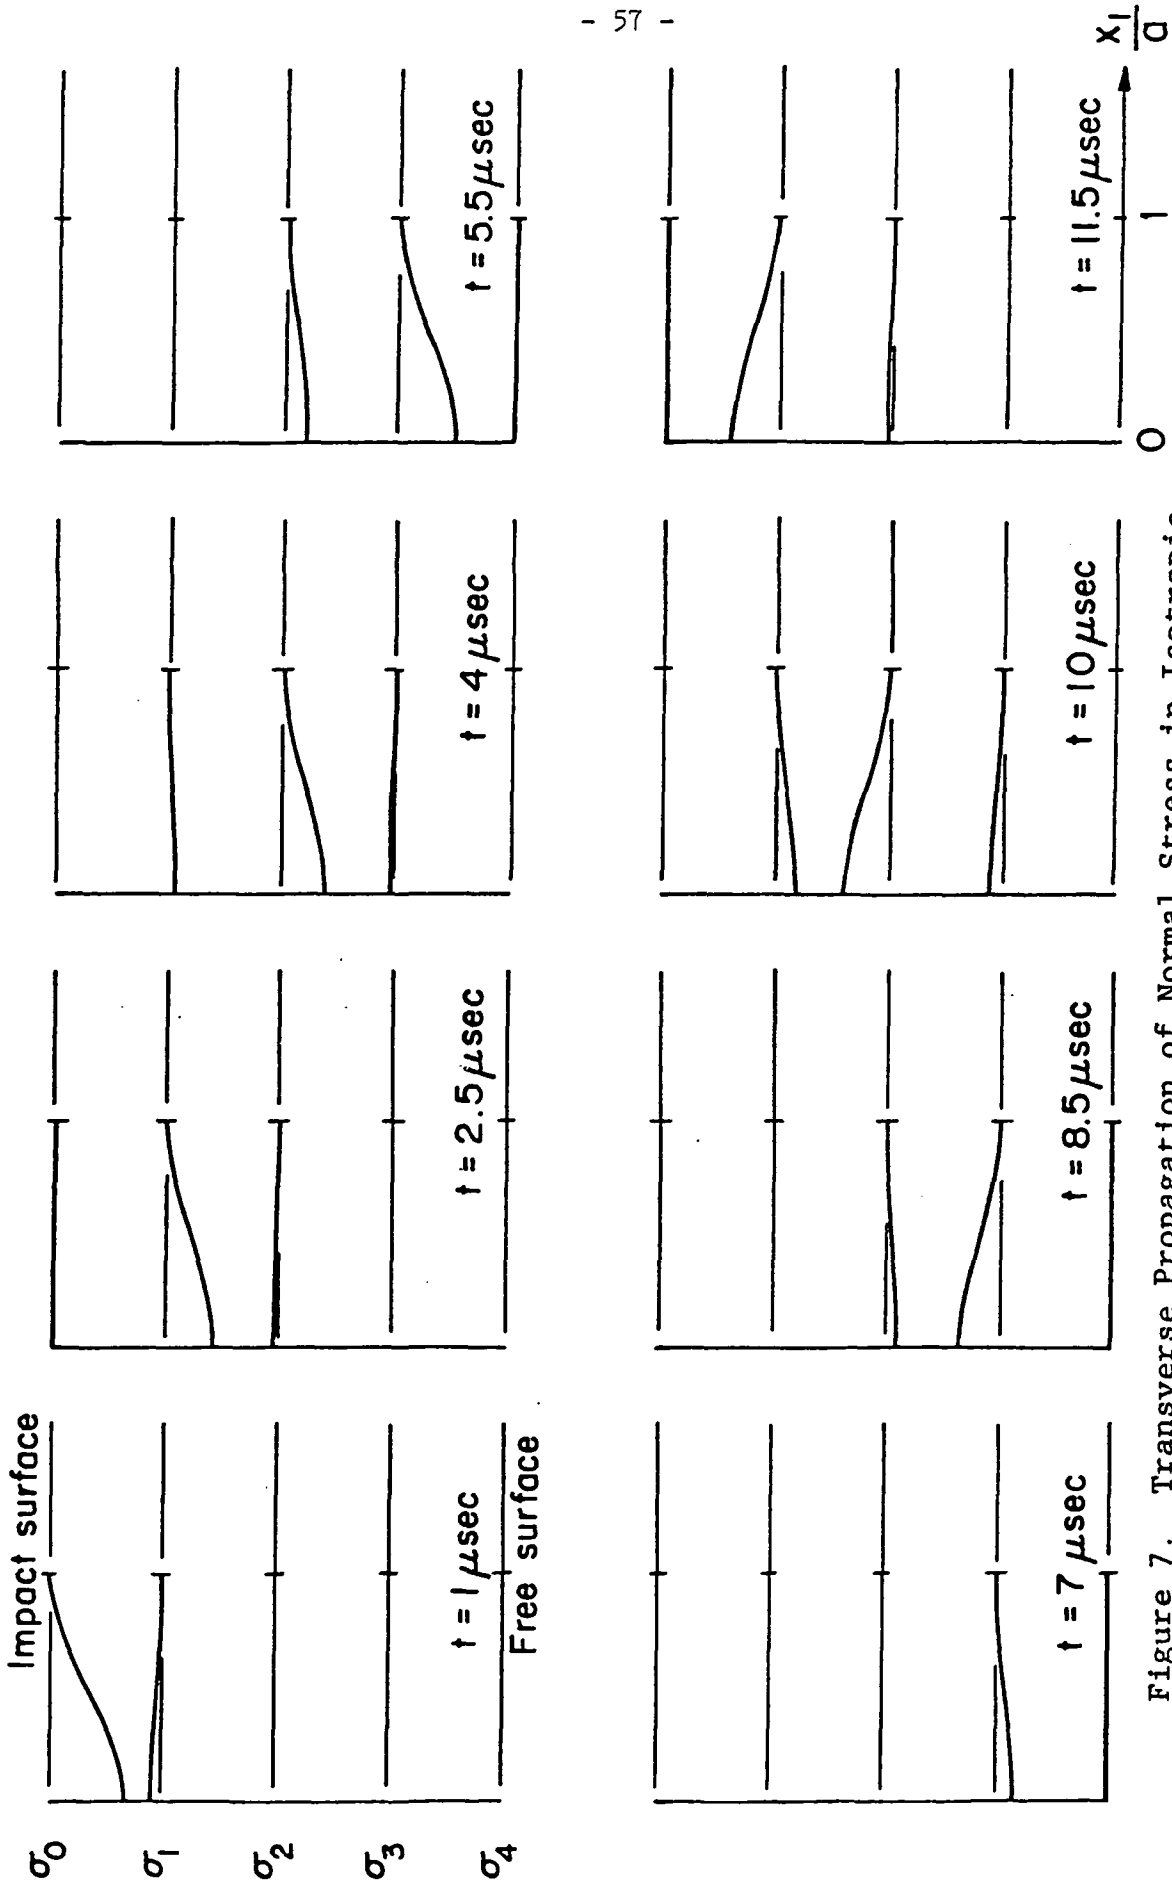 - 57 -
Impact surface
σ0
σ1
σ2
σ3
σ4
t = 1 μsec
Free surface
t = 2.5 μsec
t = 4 μsec
t = 5.5 μsec
t = 7 μsec
t = 8.5 μsec
t = 10 μsec
t = 11.5 μsec
0 1
x1
a
Figure 7. Transverse Propagation of Normal Stress in Isotropic